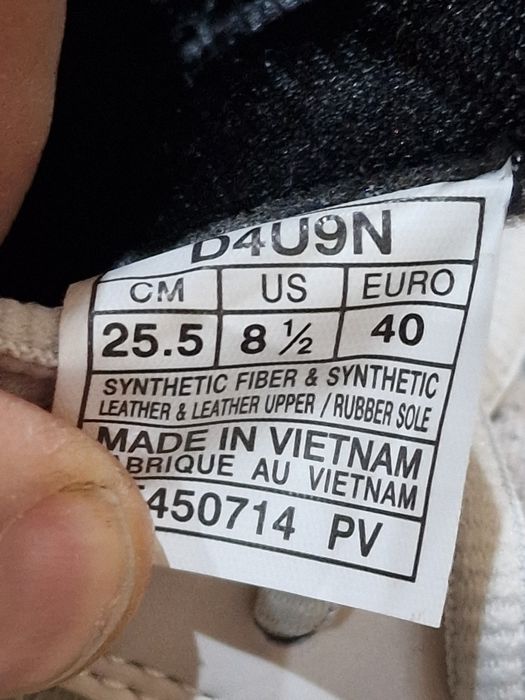 D4U9N
CM US EURO
25.5 8 ½ 40
SYNTHETIC FIBER & SYNTHETIC
LEATHER & LEATHER UPPER / RUBBER SOLE
MADE IN VIETNAM
FABRIQUE AU VIETNAM
450714 PV